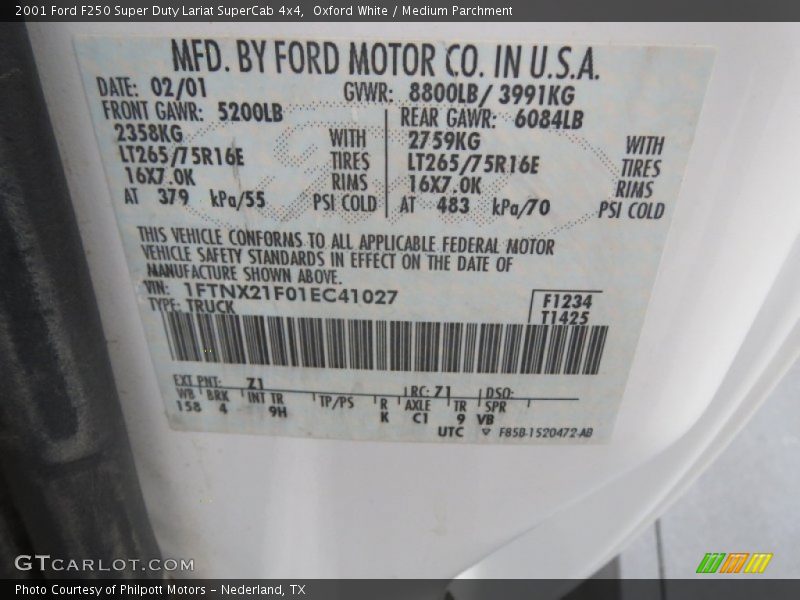 2001 Ford F250 Super Duty Lariat SuperCab 4x4,  Oxford White / Medium Parchment
MFD. BY FORD MOTOR CO. IN U.S.A.
DATE: 02/01 GVWR: 8800LB/ 3991KG
FRONT GAWR: 5200LB REAR GAWR: 6084LB
2358KG WITH 2759KG WITH
LT265/75R16E TIRES LT265/75R16E TIRES
16X7.0K RIMS 16X7.0K RIMS
AT 379 kPa/55 PSI COLD AT 483 kPa/70 PSI COLD
THIS VEHICLE CONFORMS TO ALL APPLICABLE FEDERAL MOTOR
VEHICLE SAFETY STANDARDS IN EFFECT ON THE DATE OF
MANUFACTURE SHOWN ABOVE.
VIN: 1FTNX21F01EC41027 F1234
TYPE: TRUCK T1425
EXT PNT: Z1 RC: Z1 DSO:
WB BRK INT TR TP/PS R AXLE TR SPR
158 4 9H K C1 9 VB
UTC F85B-1520472-AB
GTCARLOT.COM
Photo Courtesy of Philpott Motors - Nederland, TX